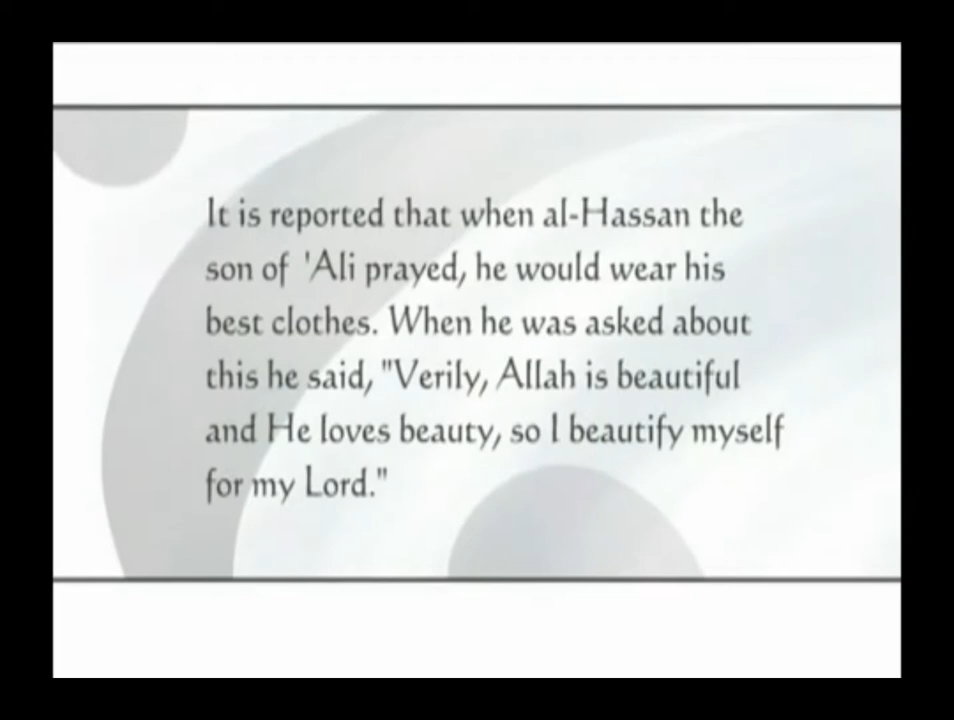 It is reported that when al-Hassan the
son of 'Ali prayed, he would wear his
best clothes. When he was asked about
this he said, "Verily, Allah is beautiful
and He loves beauty, so I beautify myself
for my Lord."